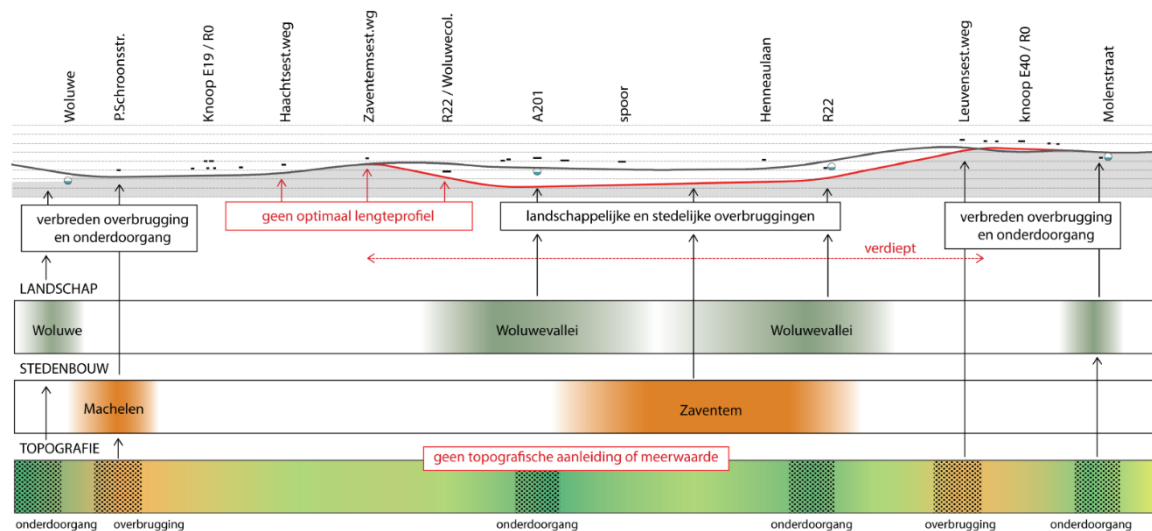 Woluwe
P.Schroonsstr.
Knoop E19 / R0
Haachtsest.weg
Zaventemsest.wg
R22 / Woluwecol.
A201
spoor
Henneaulaan
R22
Leuvensest.weg
knoop E40 / R0
Molenstraat
verbreden overbrugging
en onderdoorgang
geen optimaal lengteprofiel
landschappelijke en stedelijke overbruggingen
verbreden overbrugging
en onderdoorgang
verdiept
LANDSCHAP
Woluwe
Woluwevallei
Woluwevallei
STEDENBOUW
Machelen
Zaventem
TOPOGRAFIE
geen topografische aanleiding of meerwaarde
onderdoorgang
overbrugging
onderdoorgang
onderdoorgang
overbrugging
onderdoorgang